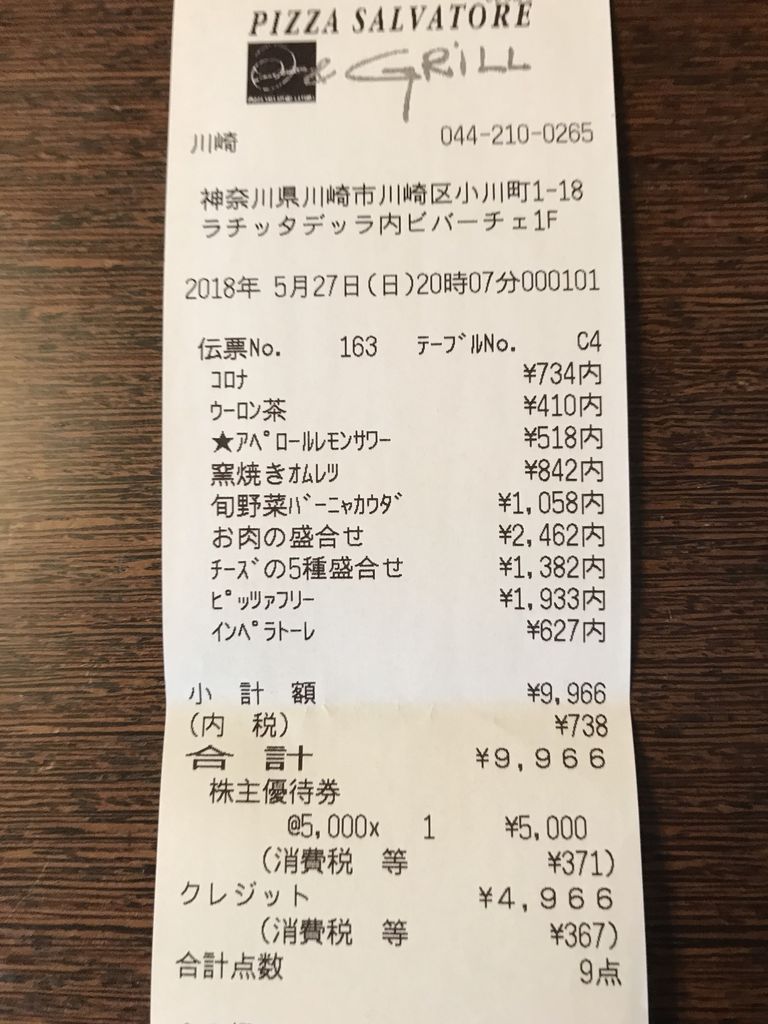 PIZZA SALVATORE
& GRILL
川崎 044-210-0265
神奈川県川崎市川崎区小川町1-18
ラチッタデッラ内ビバーチェ1F
2018年 5月27日(日)20時07分000101
伝票No. 163 ﾃｰﾌﾞﾙNo. C4
ｺﾛﾅ ¥734内
ｳｰﾛﾝ茶 ¥410内
★ｱﾍﾟﾛｰﾙﾚﾓﾝｻﾜｰ ¥518内
窯焼きｵﾑﾚﾂ ¥842内
旬野菜ﾊﾞｰﾆｬｶｳﾀﾞ ¥1,058内
お肉の盛合せ ¥2,462内
ﾁｰｽﾞの5種盛合せ ¥1,382内
ﾋﾟｯﾂｧﾌﾘｰ ¥1,933内
ｲﾝﾍﾟﾗﾄｰﾚ ¥627内
小 計 額 ¥9,966
(内 税) ¥738
合 計 ¥9,966
株主優待券
@5,000x 1 ¥5,000
(消費税 等 ¥371)
クレジット ¥4,966
(消費税 等 ¥367)
合計点数 9点